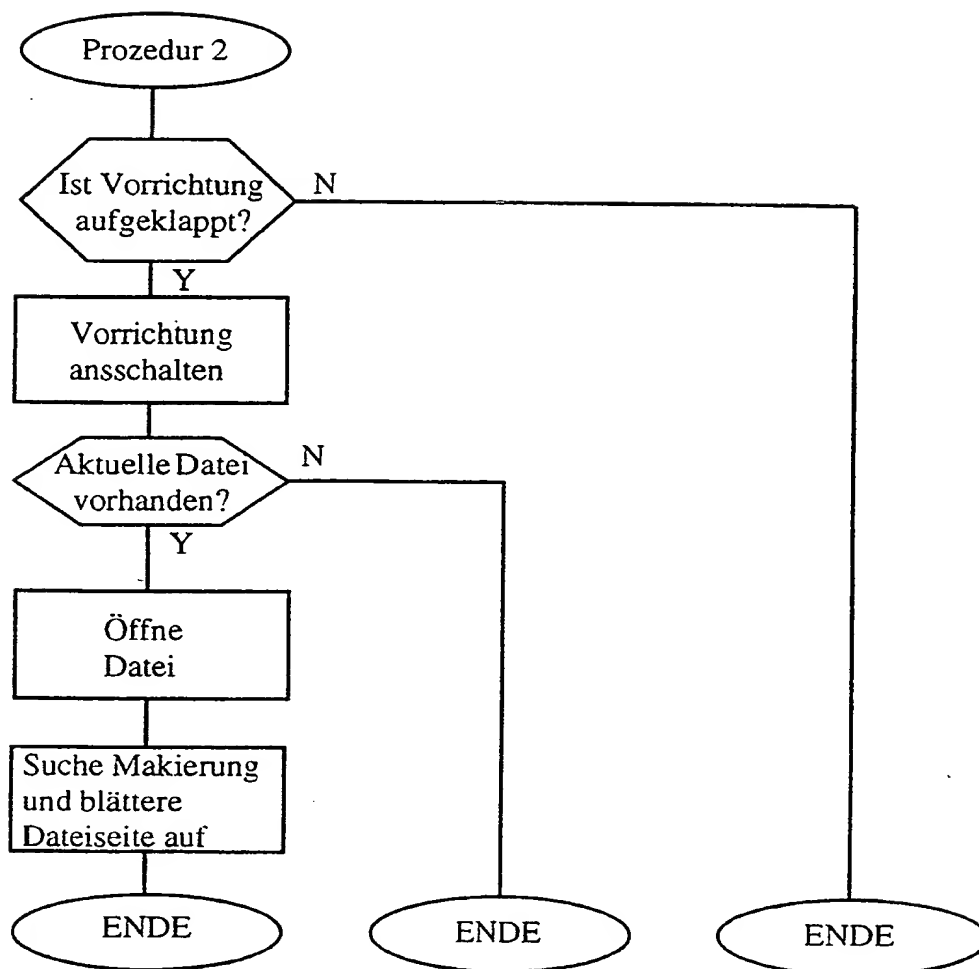 Prozedur 2
Ist Vorrichtung
aufgeklappt?
N
Y
Vorrichtung
ansschalten
Aktuelle Datei
vorhanden?
N
Y
Öffne
Datei
Suche Makierung
und blättere
Dateiseite auf
ENDE
ENDE
ENDE